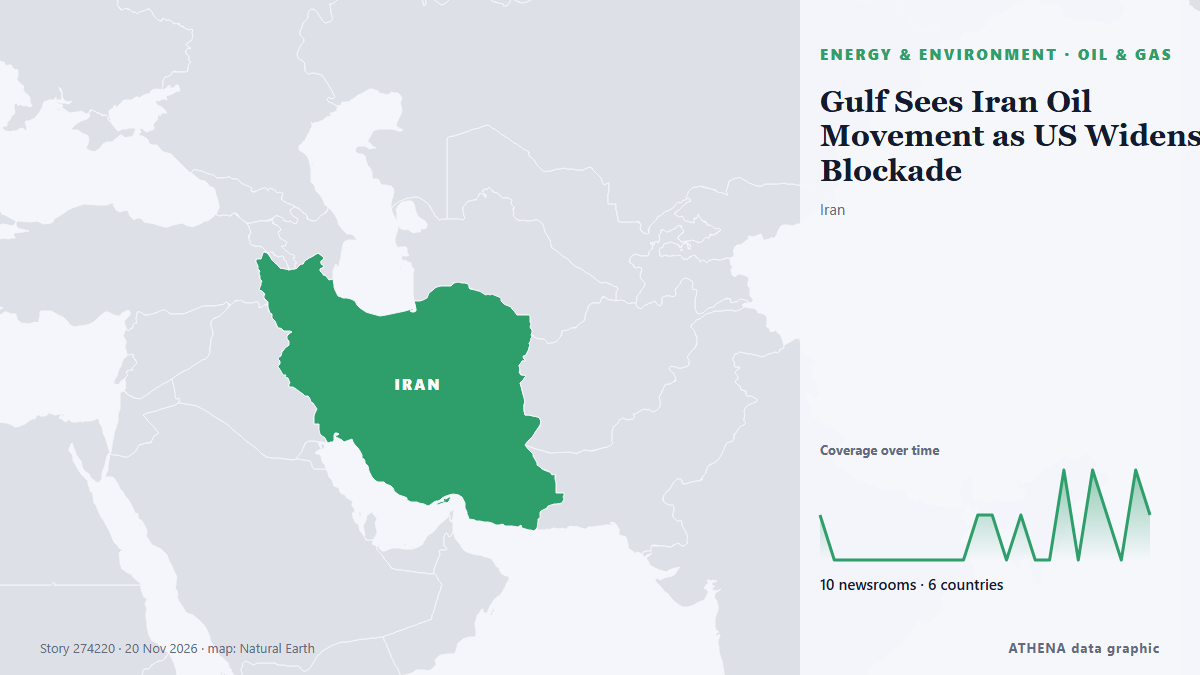 ENERGY & ENVIRONMENT · OIL & GAS
Gulf Sees Iran Oil
Movement as US Widens
Blockade
Iran
IRAN
Coverage over time
10 newsrooms · 6 countries
Story 274220 · 20 Nov 2026 · map: Natural Earth
ATHENA data graphic